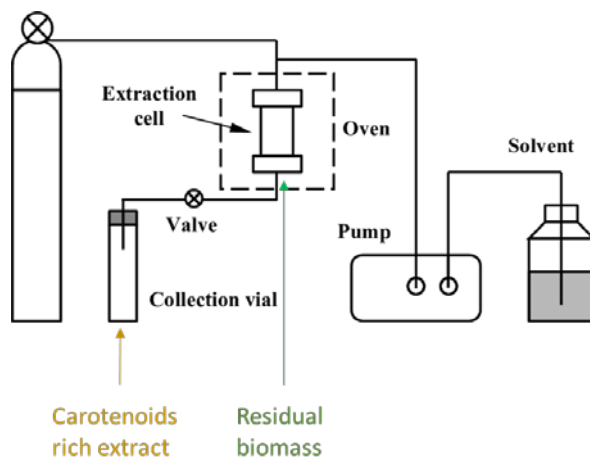 Extraction
cell
Oven
Solvent
Valve
Pump
Collection vial
Carotenoids
rich extract
Residual
biomass